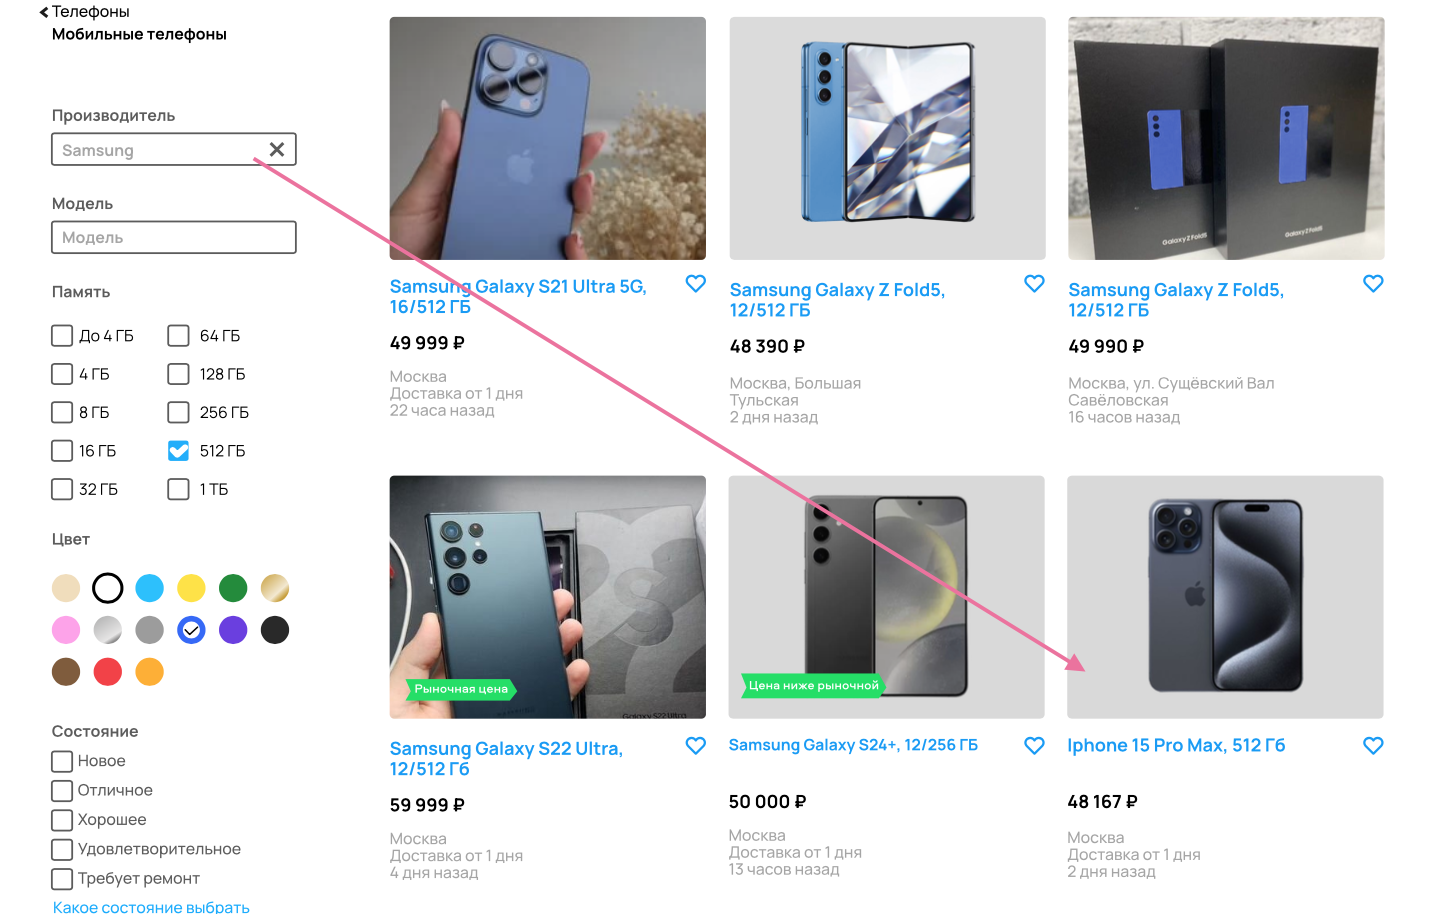 Телефоны
Мобильные телефоны
Производитель
Samsung
Модель
Модель
Память
До 4 ГБ
64 ГБ
4 ГБ
128 ГБ
8 ГБ
256 ГБ
16 ГБ
512 ГБ
32 ГБ
1 ТБ
Цвет
Состояние
Новое
Отличное
Хорошее
Удовлетворительное
Требует ремонт
Какое состояние выбрать
Samsung Galaxy S21 Ultra 5G,
16/512 ГБ
49 999 ₽
Москва
Доставка от 1 дня
22 часа назад
Samsung Galaxy Z Fold5,
12/512 ГБ
48 390 ₽
Москва, Большая
Тульская
2 дня назад
Galaxy Z Fold5
Galaxy Z Fold5
Samsung Galaxy Z Fold5,
12/512 ГБ
49 990 ₽
Москва, ул. Сущёвский Вал
Савёловская
16 часов назад
Рыночная цена
Galaxy S22 Ultra
Samsung Galaxy S22 Ultra,
12/512 Гб
59 999 ₽
Москва
Доставка от 1 дня
4 дня назад
Цена ниже рыночной
Samsung Galaxy S24+, 12/256 ГБ
50 000 ₽
Москва
Доставка от 1 дня
13 часов назад
Iphone 15 Pro Max, 512 Гб
48 167 ₽
Москва
Доставка от 1 дня
2 дня назад